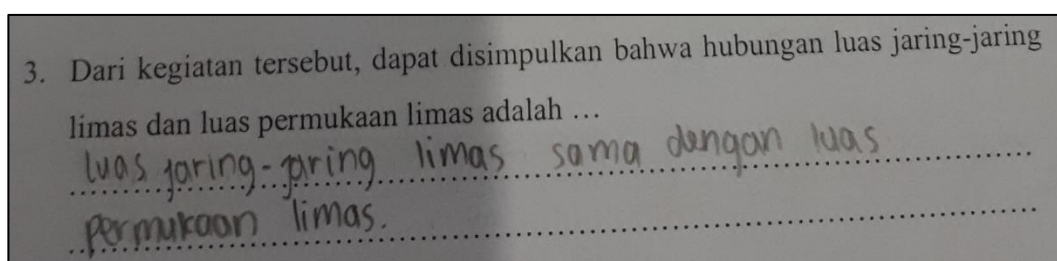 3. Dari kegiatan tersebut, dapat disimpulkan bahwa hubungan luas jaring-jaring
limas dan luas permukaan limas adalah ...
luas jaring-jaring limas sama dengan luas
permukaan limas.